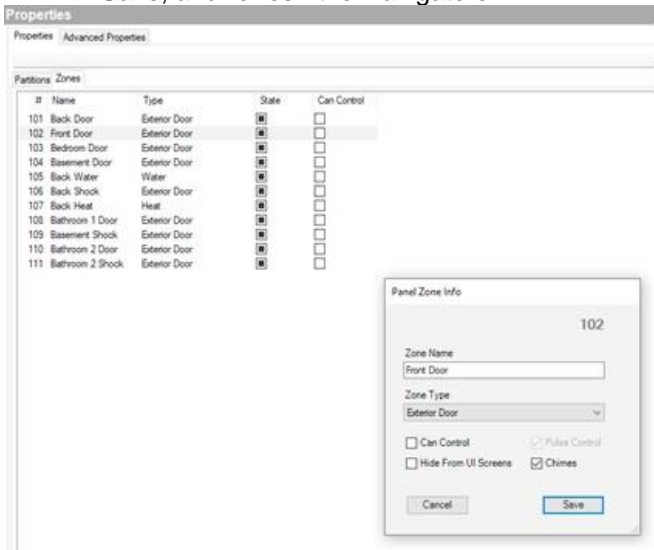 Properties
Properties Advanced Properties
Partitions Zones
# Name Type State Can Control
101 Back Door Exterior Door
102 Front Door Exterior Door
103 Bedroom Door Exterior Door
104 Basement Door Exterior Door
105 Back Water Water
106 Back Shock Exterior Door
107 Back Heat Heat
108 Bathroom 1 Door Exterior Door
109 Basement Shock Exterior Door
110 Bathroom 2 Door Exterior Door
111 Bathroom 2 Shock Exterior Door
Panel Zone Info
102
Zone Name
Front Door
Zone Type
Exterior Door
Can Control Pulse Control
Hide From UI Screens Chimes
Cancel Save